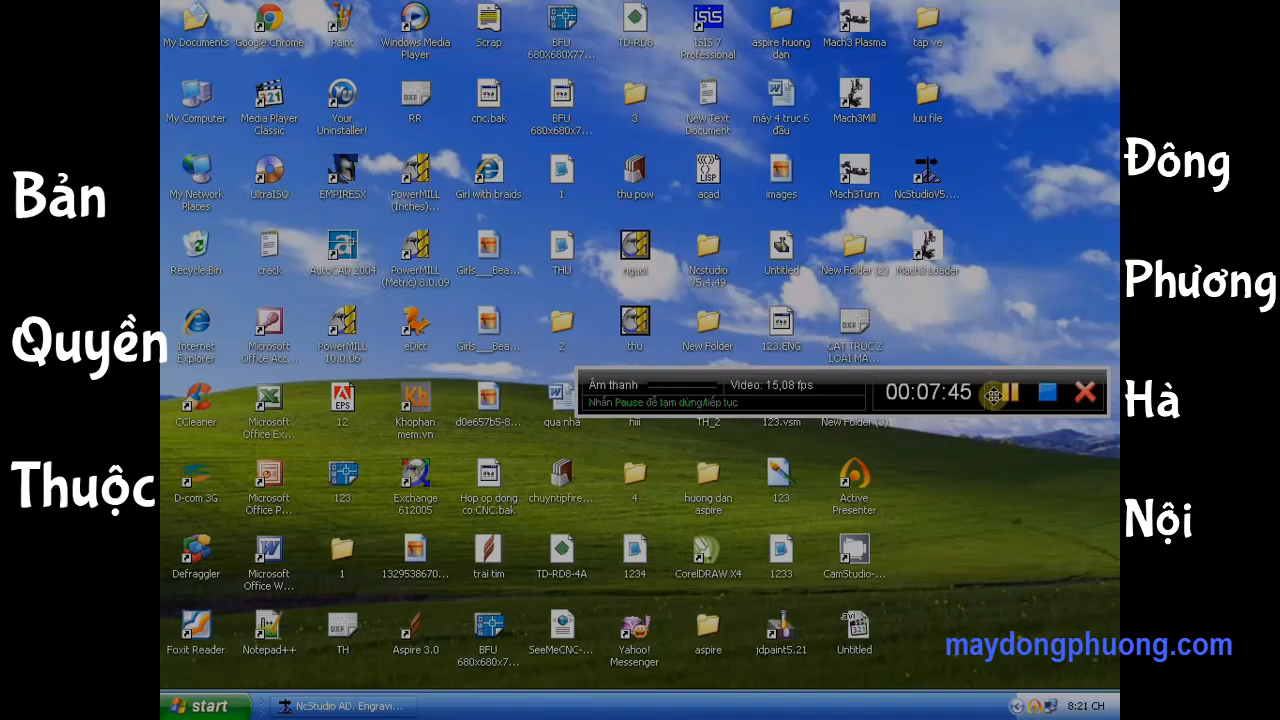 Bản
Quyền
Thuộc
Đông
Phương
Hà
Nội
My Documents
Google Chrome
Paint
Windows Media Player
Scrap
BFU 680X680X77...
TD-RD8
ISIS 7 Professional
aspire huong dan
Mach3 Plasma
tap ve
My Computer
Media Player Classic
Your Uninstaller!
RR
cnc.bak
BFU 680x680x7...
3
New Text Document
máy 4 truc 6 đầu
Mach3Mill
luu file
My Network Places
UltraISO
EMPIRESX
PowerMILL (Inches)...
Girl with braids
1
thu pow
acad
images
Mach3Turn
NcStudioV5....
Recycle Bin
crack
AutoCAD 2004
PowerMILL (Metric) 8.0.09
Girls___Bea...
THU
nguoi
Ncstudio V5.4.49
Untitled
New Folder (2)
Mach3 Loader
Internet Explorer
Microsoft Office Acc...
POWERMILL 10.0.06
eDict
Girls___Bea...
2
thu
New Folder
123.ENG
CAT TRUC Z LOAI MA...
Âm thanh
Video: 15,08 fps
Nhấn Pause để tạm dừng/tiếp tục
00:07:45
CCleaner
Microsoft Office Ex...
12
Khophan mem.vn
d0e657b5-8...
qua nhã
hiii
TH_2
123.vsm
New Folder (3)
D-com 3G
Microsoft Office P...
123
Exchange 612005
Hop op dong co CNC.bak
chuyntipfire...
4
huong dan aspire
123
Active Presenter
Defraggler
Microsoft Office W...
1
1329538670...
trai tim
TD-RD8-4A
1234
CorelDRAW X4
1233
CamStudio-...
Foxit Reader
Notepad++
TH
Aspire 3.0
BFU 680x680x7...
SeeMeCNC-...
Yahoo! Messenger
aspire
jdpaint5.21
Untitled
maydongphuong.com
start
NcStudio AD. Engravi...
8:21 CH